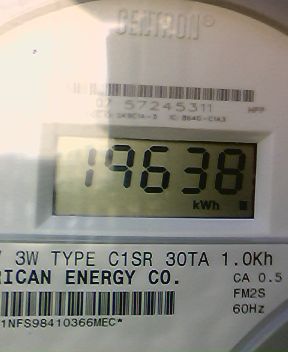 CENTRON®
07 57245311
19638
kWh
V 3W TYPE C1SR 30TA 1.0Kh
RICAN ENERGY CO.
CA 0.5
FM2S
60Hz
1NFS98410366MEC*